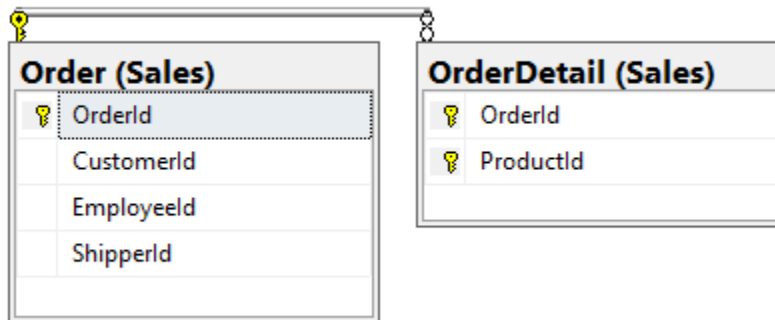 Order (Sales)
OrderId
CustomerId
EmployeeId
ShipperId
OrderDetail (Sales)
OrderId
ProductId